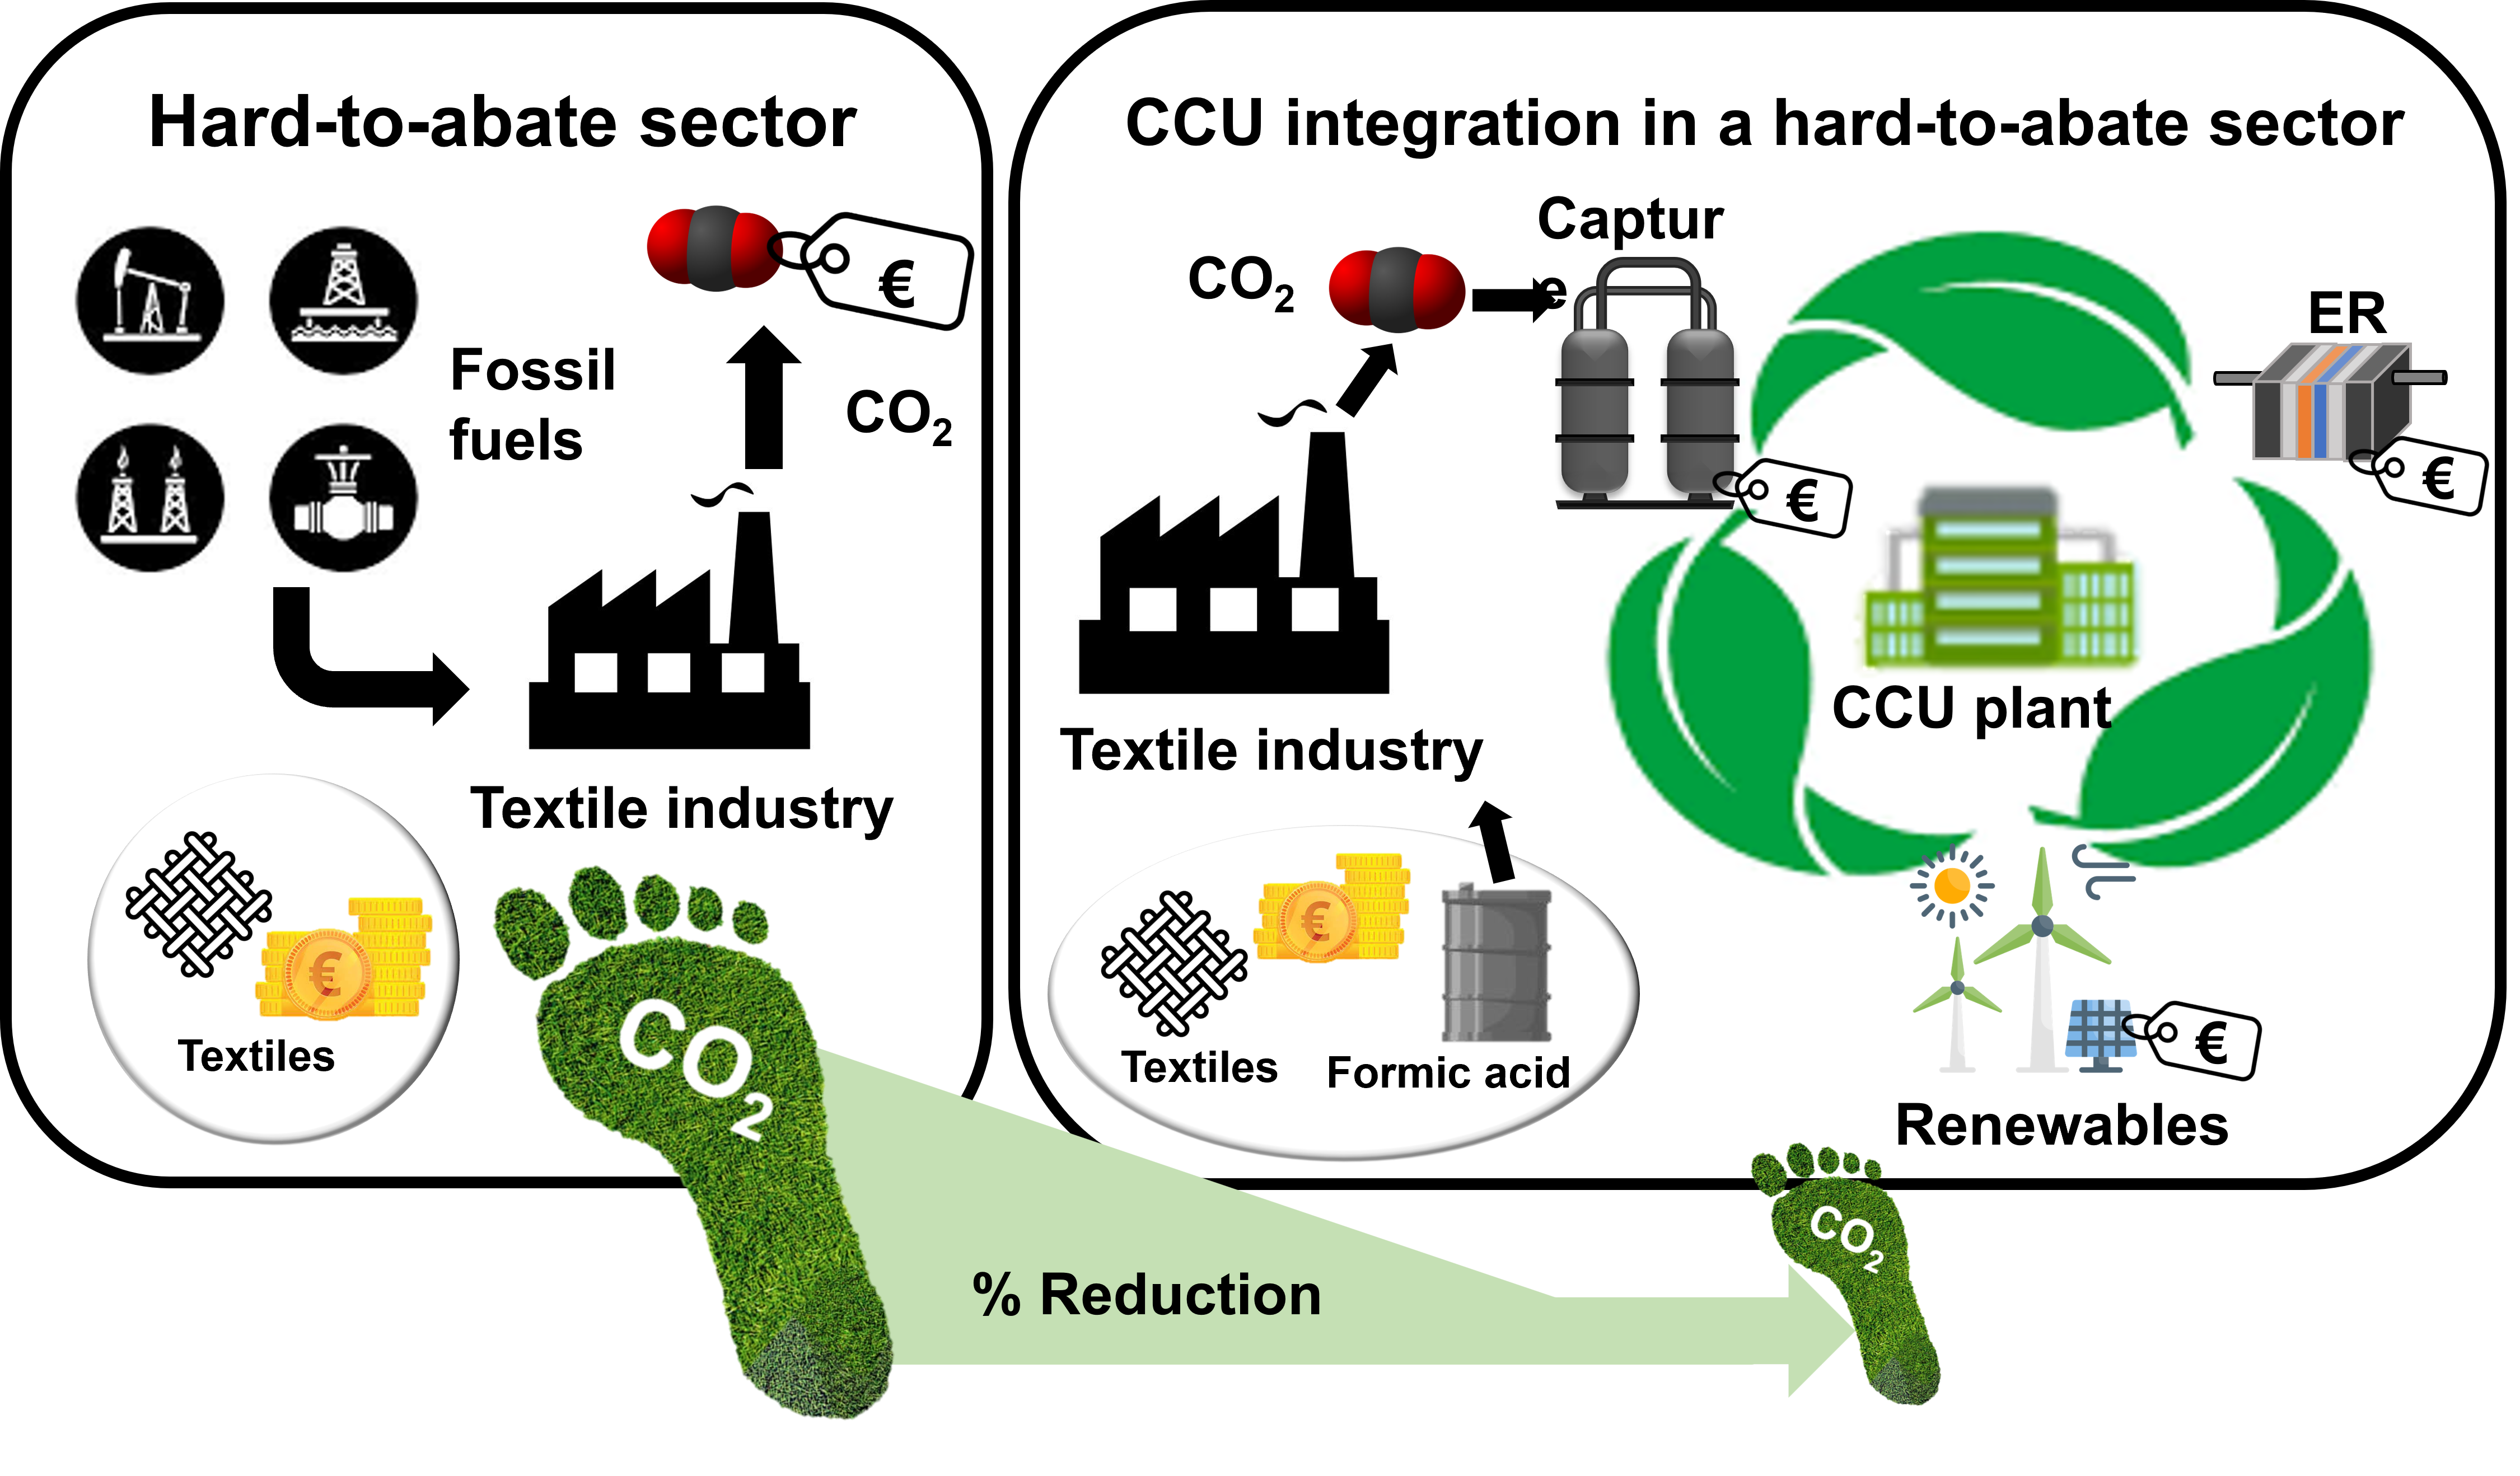 Hard-to-abate sector
€
Fossil
fuels
CO₂
Textile industry
€
Textiles
CO₂
CCU integration in a hard-to-abate sector
Captur
e
CO₂
ER
€
€
CCU plant
Textile industry
€
Textiles
Formic acid
€
Renewables
CO₂
% Reduction